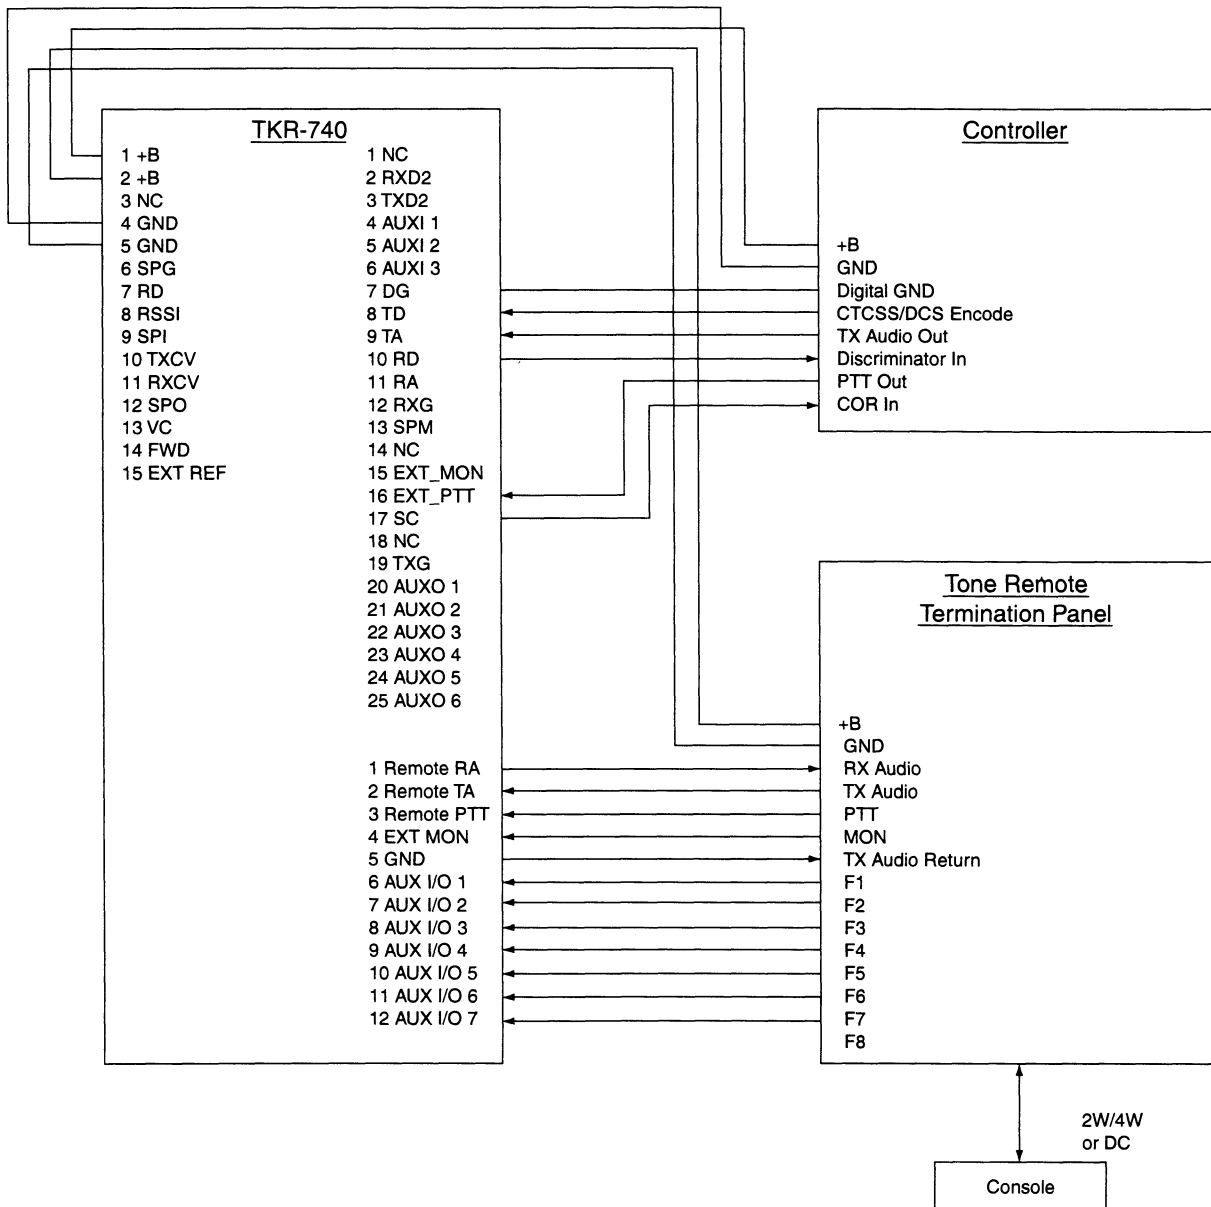 TKR-740
1 +B
2 +B
3 NC
4 GND
5 GND
6 SPG
7 RD
8 RSSI
9 SPI
10 TXCV
11 RXCV
12 SPO
13 VC
14 FWD
15 EXT REF
1 NC
2 RXD2
3 TXD2
4 AUXI 1
5 AUXI 2
6 AUXI 3
7 DG
8 TD
9 TA
10 RD
11 RA
12 RXG
13 SPM
14 NC
15 EXT_MON
16 EXT_PTT
17 SC
18 NC
19 TXG
20 AUXO 1
21 AUXO 2
22 AUXO 3
23 AUXO 4
24 AUXO 5
25 AUXO 6
1 Remote RA
2 Remote TA
3 Remote PTT
4 EXT MON
5 GND
6 AUX I/O 1
7 AUX I/O 2
8 AUX I/O 3
9 AUX I/O 4
10 AUX I/O 5
11 AUX I/O 6
12 AUX I/O 7
Controller
+B
GND
Digital GND
CTCSS/DCS Encode
TX Audio Out
Discriminator In
PTT Out
COR In
Tone Remote
Termination Panel
+B
GND
RX Audio
TX Audio
PTT
MON
TX Audio Return
F1
F2
F3
F4
F5
F6
F7
F8
2W/4W
or DC
Console